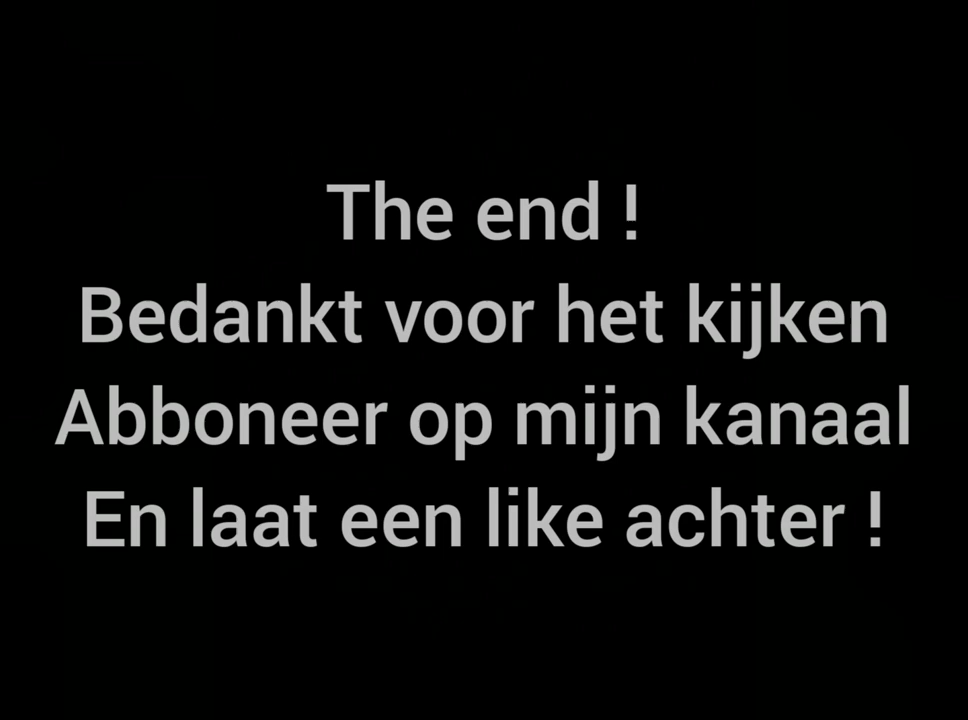 The end !
Bedankt voor het kijken
Abboneer op mijn kanaal
En laat een like achter !